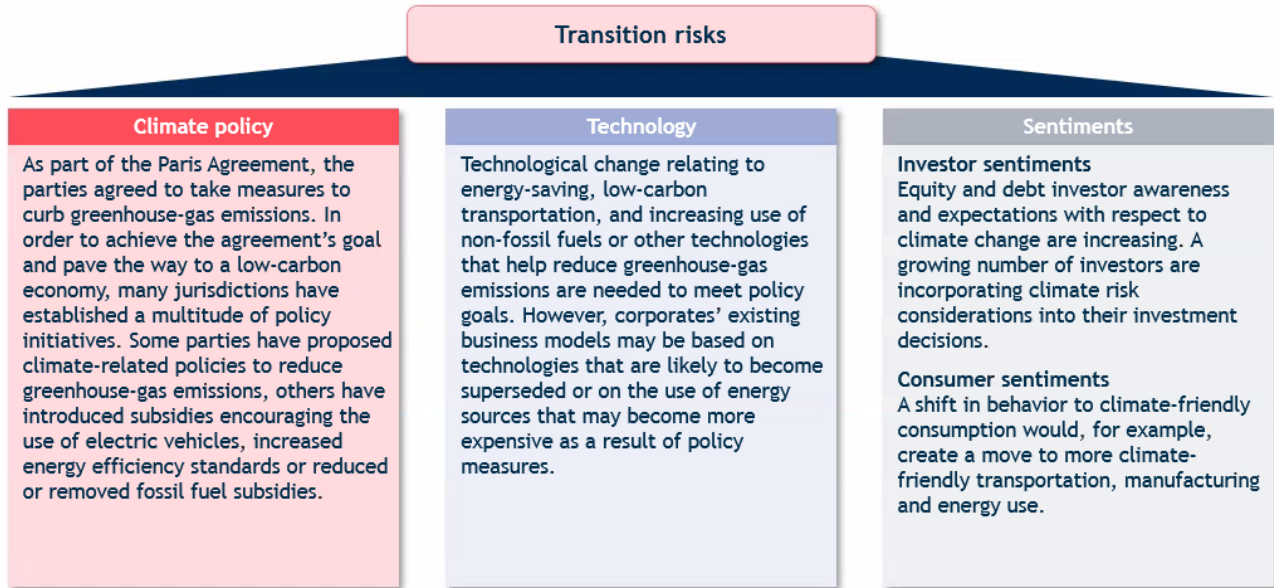 Transition risks
Climate policy
As part of the Paris Agreement, the
parties agreed to take measures to
curb greenhouse-gas emissions. In
order to achieve the agreement’s goal
and pave the way to a low-carbon
economy, many jurisdictions have
established a multitude of policy
initiatives. Some parties have proposed
climate-related policies to reduce
greenhouse-gas emissions, others have
introduced subsidies encouraging the
use of electric vehicles, increased
energy efficiency standards or reduced
or removed fossil fuel subsidies.
Technology
Technological change relating to
energy-saving, low-carbon
transportation, and increasing use of
non-fossil fuels or other technologies
that help reduce greenhouse-gas
emissions are needed to meet policy
goals. However, corporates’ existing
business models may be based on
technologies that are likely to become
superseded or on the use of energy
sources that may become more
expensive as a result of policy
measures.
Sentiments
Investor sentiments
Equity and debt investor awareness
and expectations with respect to
climate change are increasing. A
growing number of investors are
incorporating climate risk
considerations into their investment
decisions.
Consumer sentiments
A shift in behavior to climate-friendly
consumption would, for example,
create a move to more climate-
friendly transportation, manufacturing
and energy use.